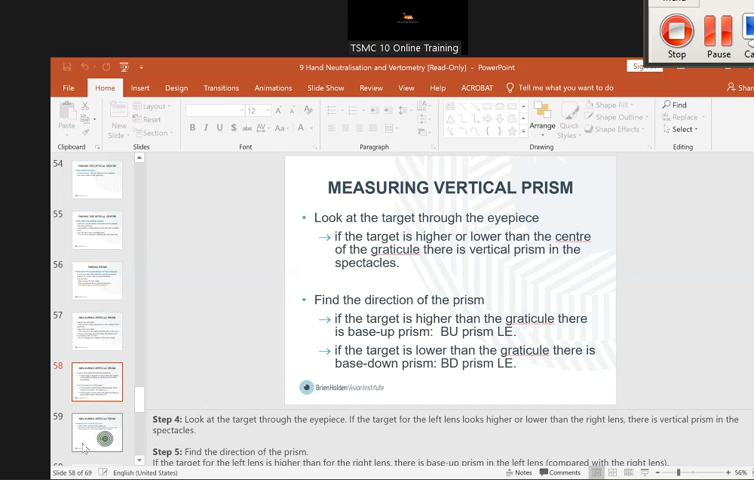 Menu
TSMC 10 Online Training
Stop
Pause
9 Hand Neutralisation and Vertometry [Read-Only] - PowerPoint
File
Home
Insert
Design
Transitions
Animations
Slide Show
Review
View
ACROBAT
Tell me what you want to do
Share
Paste
New
Slide
Layout
Reset
Section
12
Arrange
Quick
Styles
Shape Fill
Shape Outline
Shape Effects
Find
Replace
Select
Clipboard
Slides
Font
Paragraph
Drawing
Editing
54
55
56
57
58
59
MEASURING VERTICAL PRISM
• Look at the target through the eyepiece
→ if the target is higher or lower than the centre
of the graticule there is vertical prism in the
spectacles.
• Find the direction of the prism
→ if the target is higher than the graticule there
is base-up prism: BU prism LE.
→ if the target is lower than the graticule there is
base-down prism: BD prism LE.
Brien Holden Vision Institute
Step 4: Look at the target through the eyepiece. If the target for the left lens looks higher or lower than the right lens, there is vertical prism in the
spectacles.
Step 5: Find the direction of the prism.
If the target for the left lens is higher than for the right lens, there is base-up prism in the left lens (compared with the right lens).
Slide 58 of 69
English (United States)
Notes
Comments
56%